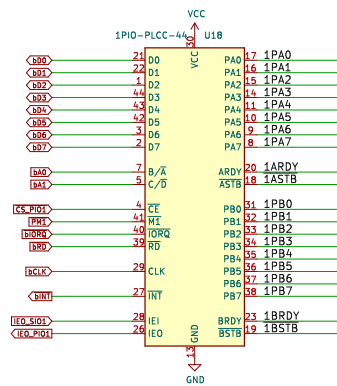 VCC
1PIO-PLCC-44 U18
30
VCC
bD0 21 D0 PA0 17 1PA0
bD1 22 D1 PA1 16 1PA1
bD2 1 D2 PA2 15 1PA2
bD3 44 D3 PA3 14 1PA3
bD4 43 D4 PA4 11 1PA4
bD5 42 D5 PA5 10 1PA5
bD6 3 D6 PA6 9 1PA6
bD7 2 D7 PA7 8 1PA7
bA0 7 B/A ARDY 20 1ARDY
bA1 5 C/D ASTB 18 1ASTB
CS_PIO1 4 CE PB0 31 1PB0
PM1 41 M1 PB1 32 1PB1
bIORQ 40 IORQ PB2 33 1PB2
bRD 39 RD PB3 34 1PB3
PB4 35 1PB4
bCLK 29 CLK PB5 36 1PB5
PB6 37 1PB6
bINT 27 INT PB7 38 1PB7
IEO_SIO1 28 IEI BRDY 23 1BRDY
IEO_PIO1 26 IEO BSTB 19 1BSTB
GND
13
GND